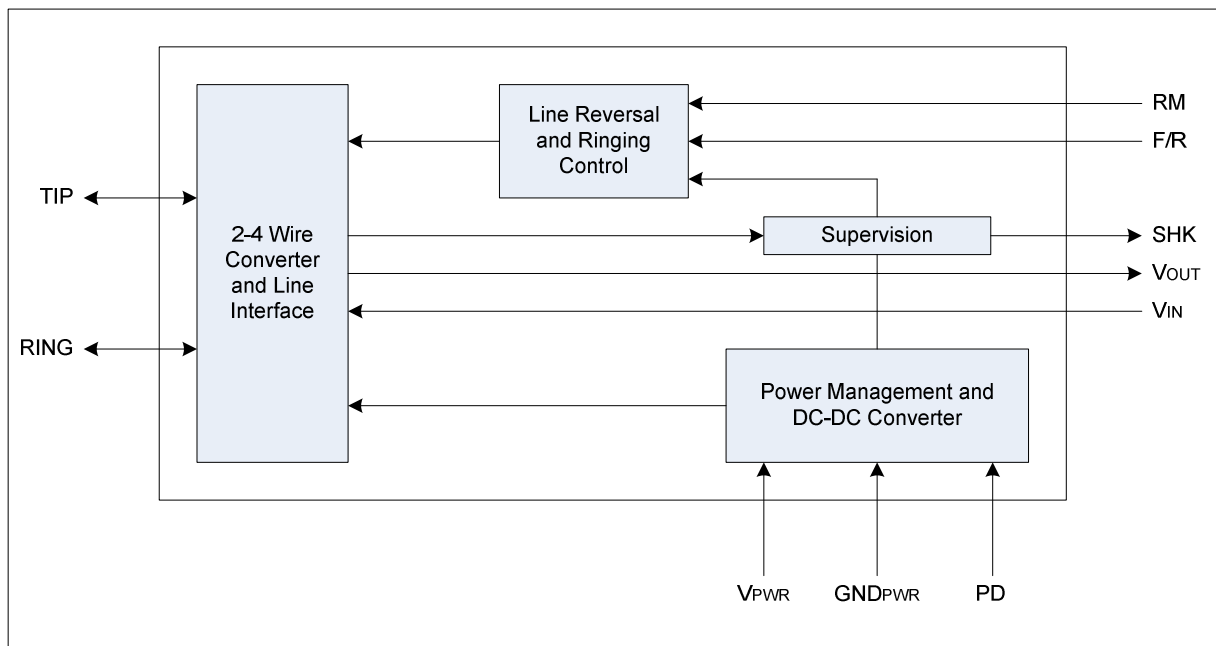 RM
Line Reversal
and Ringing
Control
F/R
TIP
2-4 Wire
Converter
and Line
Interface
Supervision
SHK
VOUT
VIN
RING
Power Management and
DC-DC Converter
VPWR
GNDPWR
PD